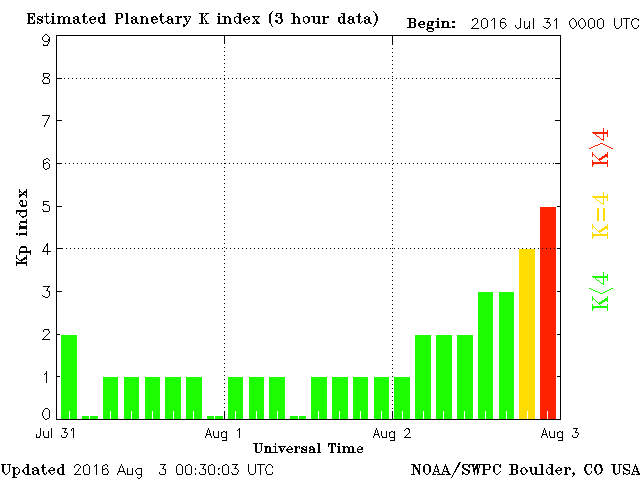 Estimated Planetary K index (3 hour data) Begin: 2016 Jul 31 0000 UTC
9
8
7
6
5
4
3
2
1
0
Kp index
K<4 K=4 K>4
Jul 31 Aug 1 Aug 2 Aug 3
Universal Time
Updated 2016 Aug 3 00:30:03 UTC NOAA/SWPC Boulder, CO USA